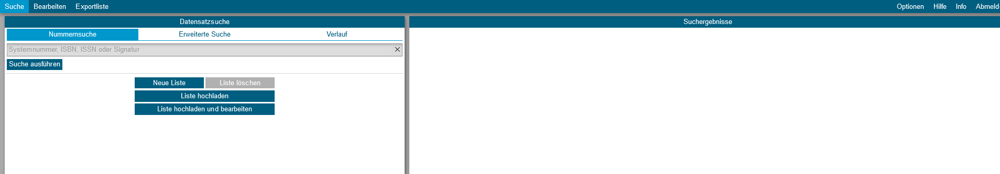 Suche Bearbeiten Exportliste Optionen Hilfe Info Abmeld
Datensatzsuche
Nummernsuche Erweiterte Suche Verlauf
Systemnummer, ISBN, ISSN oder Signatur
Suche ausführen
Neue Liste Liste löschen
Liste hochladen
Liste hochladen und bearbeiten
Suchergebnisse